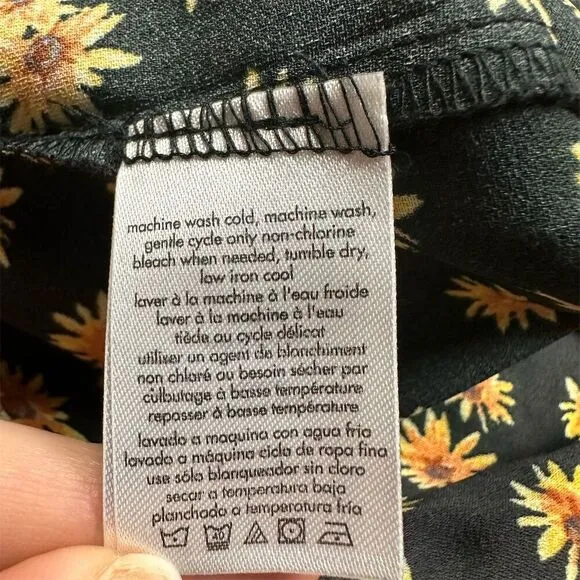 machine wash cold, machine wash,
gentle cycle only non-chlorine
bleach when needed, tumble dry,
low iron cool
laver à la machine à l'eau froide
laver à la machine à l'eau
tiède au cycle délicat
utiliser un agent de blanchiment
non chloré au besoin sécher par
culbutage à basse température
repasser à basse température
lavado a maquina con agua fria
lavado a máquina ciclo de ropa fina
use sólo blanqueador sin cloro
secar a temperatura baja
planchado a temperatura fría
40